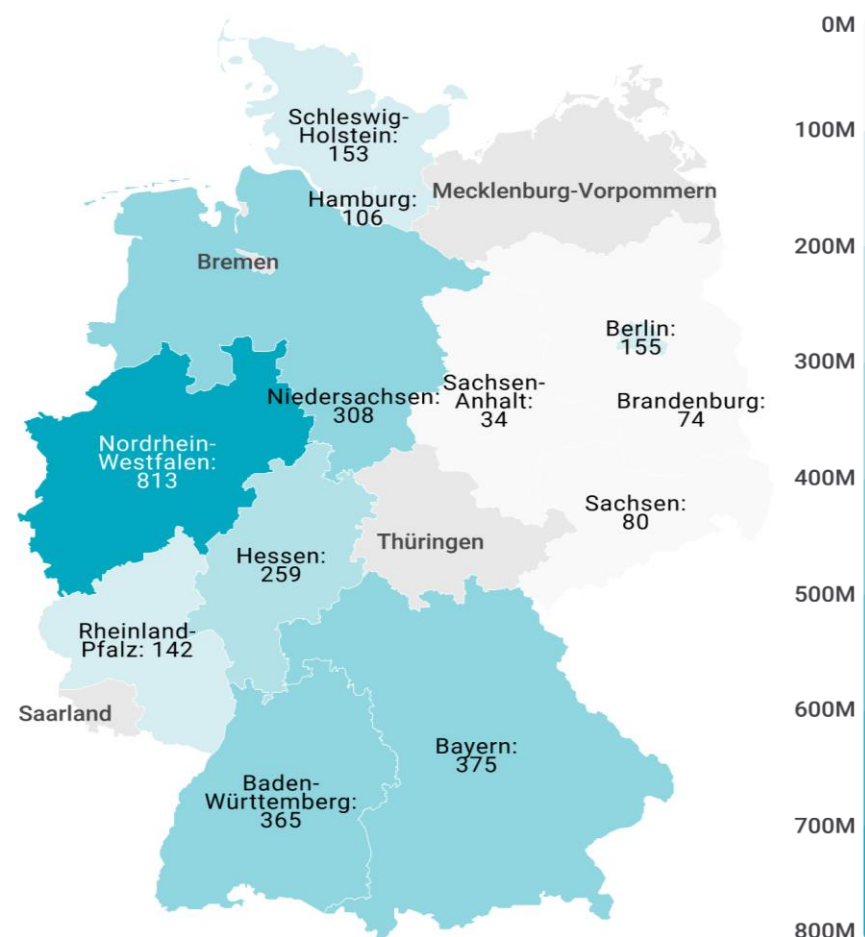 0M
Schleswig-
Holstein:
153
100M
Hamburg:
106
Mecklenburg-Vorpommern
200M
Bremen
Berlin:
155
300M
Niedersachsen:
308
Sachsen-
Anhalt:
34
Brandenburg:
74
Nordrhein-
Westfalen:
813
400M
Sachsen:
80
Thüringen
Hessen:
259
500M
Rheinland-
Pfalz: 142
600M
Saarland
Bayern:
375
Baden-
Württemberg:
365
700M
800M